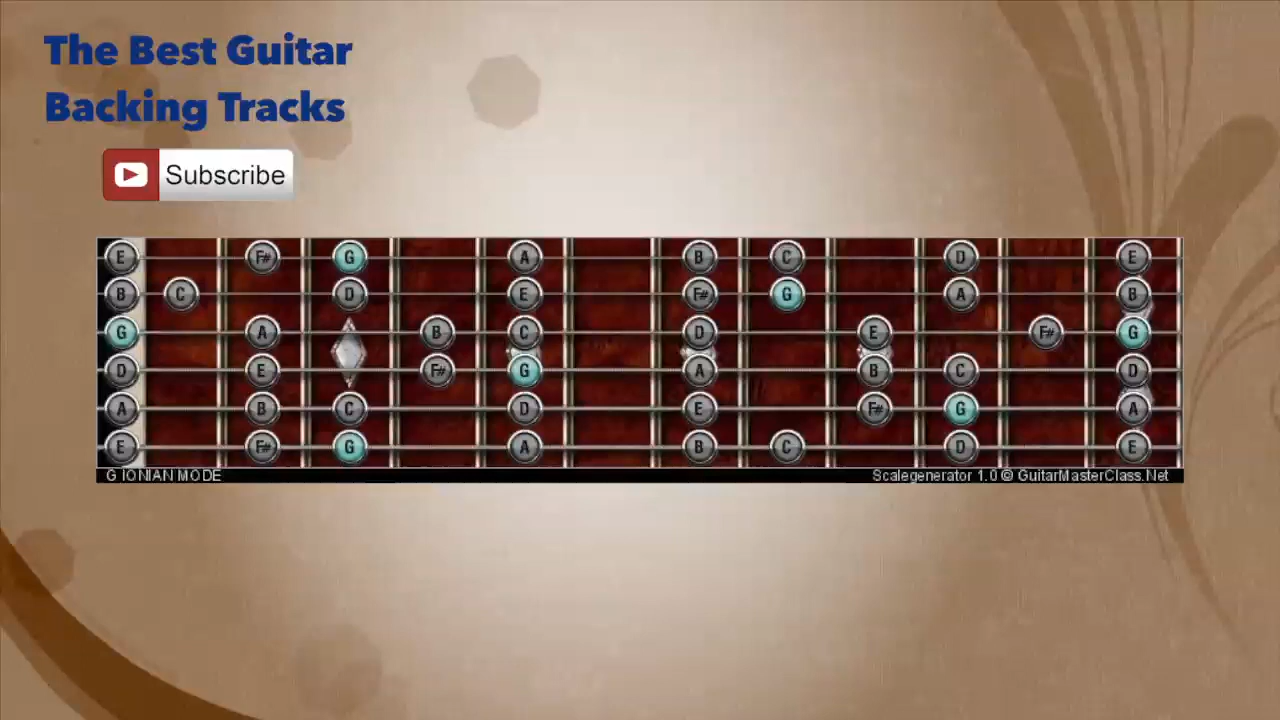 The Best Guitar
Backing Tracks
Subscribe
E F# G A B C D E
B C D E F# G A B
G A B C D E F# G
D E F# G A B C D
A B C D E F# G A
E F# G A B C D E
G IONIAN MODE Scalegenerator 1.0 © GuitarMasterClass.Net